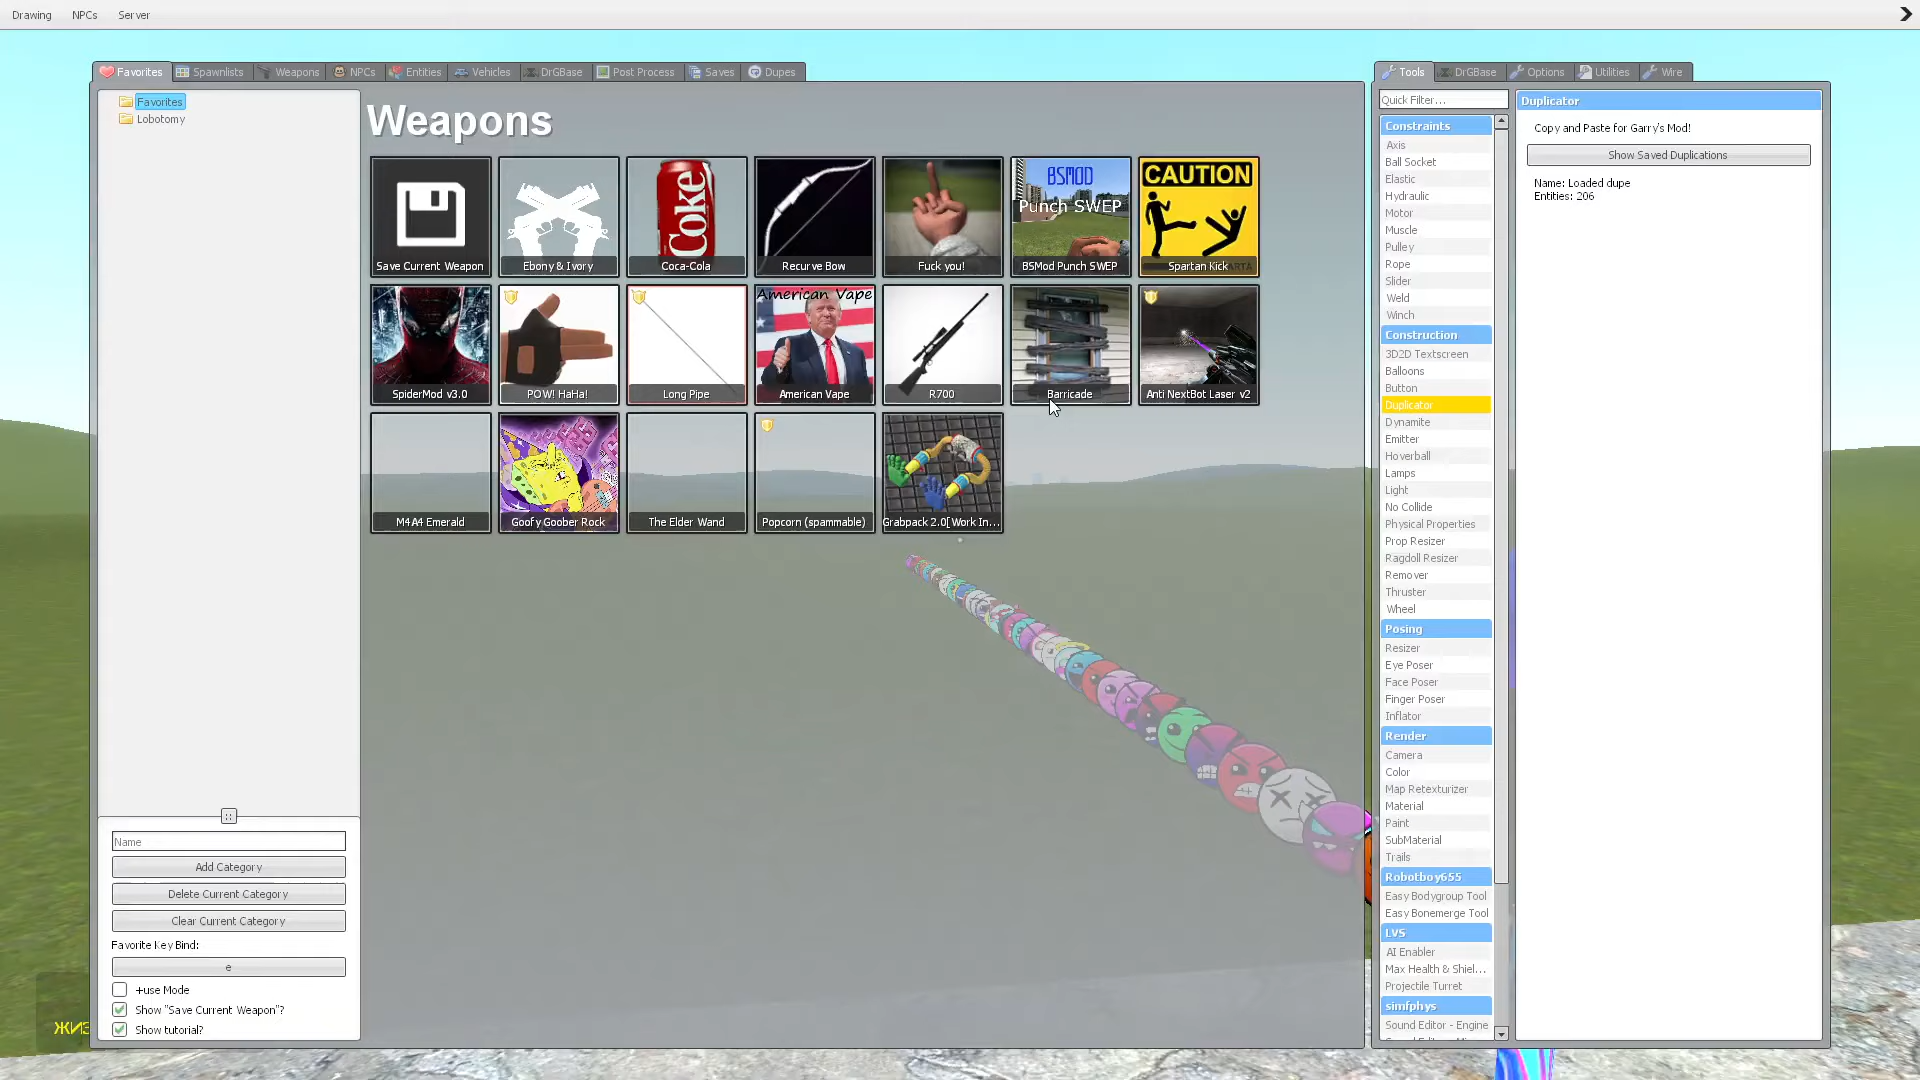 Drawing NPCs Server
Favorites Spawnlists Weapons NPCs Entities Vehicles DrGBase Post Process Saves Dupes
Favorites
Lobotomy
Weapons
Save Current Weapon
Ebony & Ivory
Coke
Coca-Cola
Recurve Bow
Fuck you!
BSMOD
Punch SWEP
BSMod Punch SWEP
CAUTION
Spartan Kick
SpiderMod v3.0
POW! HaHa!
Long Pipe
American Vape
American Vape
R700
Barricade
Anti NextBot Laser v2
M4A4 Emerald
Goofy Goober Rock
The Elder Wand
Popcorn (spammable)
Grabpack 2.0[Work In...
Name
Add Category
Delete Current Category
Clear Current Category
Favorite Key Bind:
e
+use Mode
Show "Save Current Weapon"?
Show tutorial?
ЖИЗ
Tools DrGBase Options Utilities Wire
Quick Filter...
Constraints
Axis
Ball Socket
Elastic
Hydraulic
Motor
Muscle
Pulley
Rope
Slider
Weld
Winch
Construction
3D2D Textscreen
Balloons
Button
Duplicator
Dynamite
Emitter
Hoverball
Lamps
Light
No Collide
Physical Properties
Prop Resizer
Ragdoll Resizer
Remover
Thruster
Wheel
Posing
Resizer
Eye Poser
Face Poser
Finger Poser
Inflator
Render
Camera
Color
Map Retexturizer
Material
Paint
SubMaterial
Trails
Robotboy655
Easy Bodygroup Tool
Easy Bonemerge Tool
LVS
AI Enabler
Max Health & Shiel...
Projectile Turret
simfphys
Sound Editor - Engine
Duplicator
Copy and Paste for Garry's Mod!
Show Saved Duplications
Name: Loaded dupe
Entities: 206